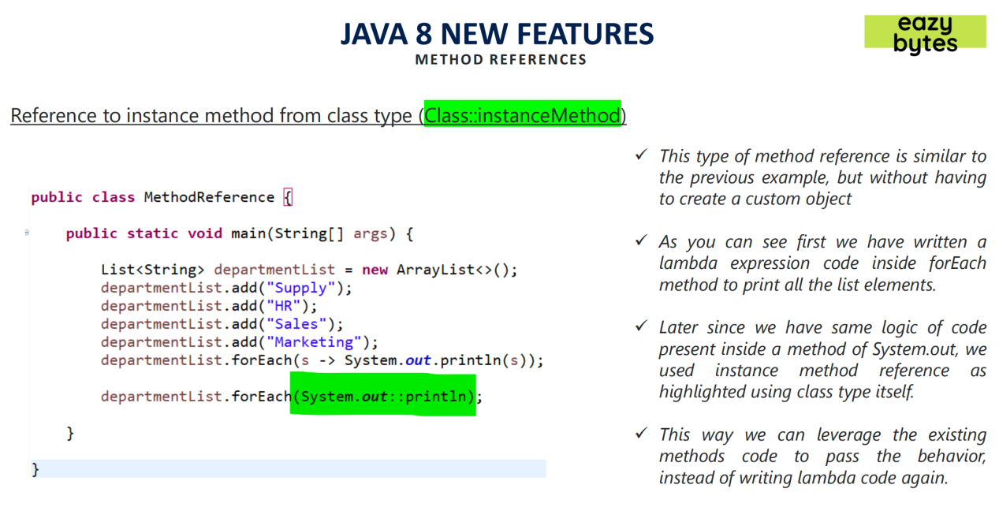 JAVA 8 NEW FEATURES
METHOD REFERENCES
eazy
bytes
Reference to instance method from class type (Class::instanceMethod)
public class MethodReference {
public static void main(String[] args) {
List<String> departmentList = new ArrayList<>();
departmentList.add("Supply");
departmentList.add("HR");
departmentList.add("Sales");
departmentList.add("Marketing");
departmentList.forEach(s -> System.out.println(s));
departmentList.forEach(System.out::println);
}
}
✓ This type of method reference is similar to
the previous example, but without having
to create a custom object
✓ As you can see first we have written a
lambda expression code inside forEach
method to print all the list elements.
✓ Later since we have same logic of code
present inside a method of System.out, we
used instance method reference as
highlighted using class type itself.
✓ This way we can leverage the existing
methods code to pass the behavior,
instead of writing lambda code again.